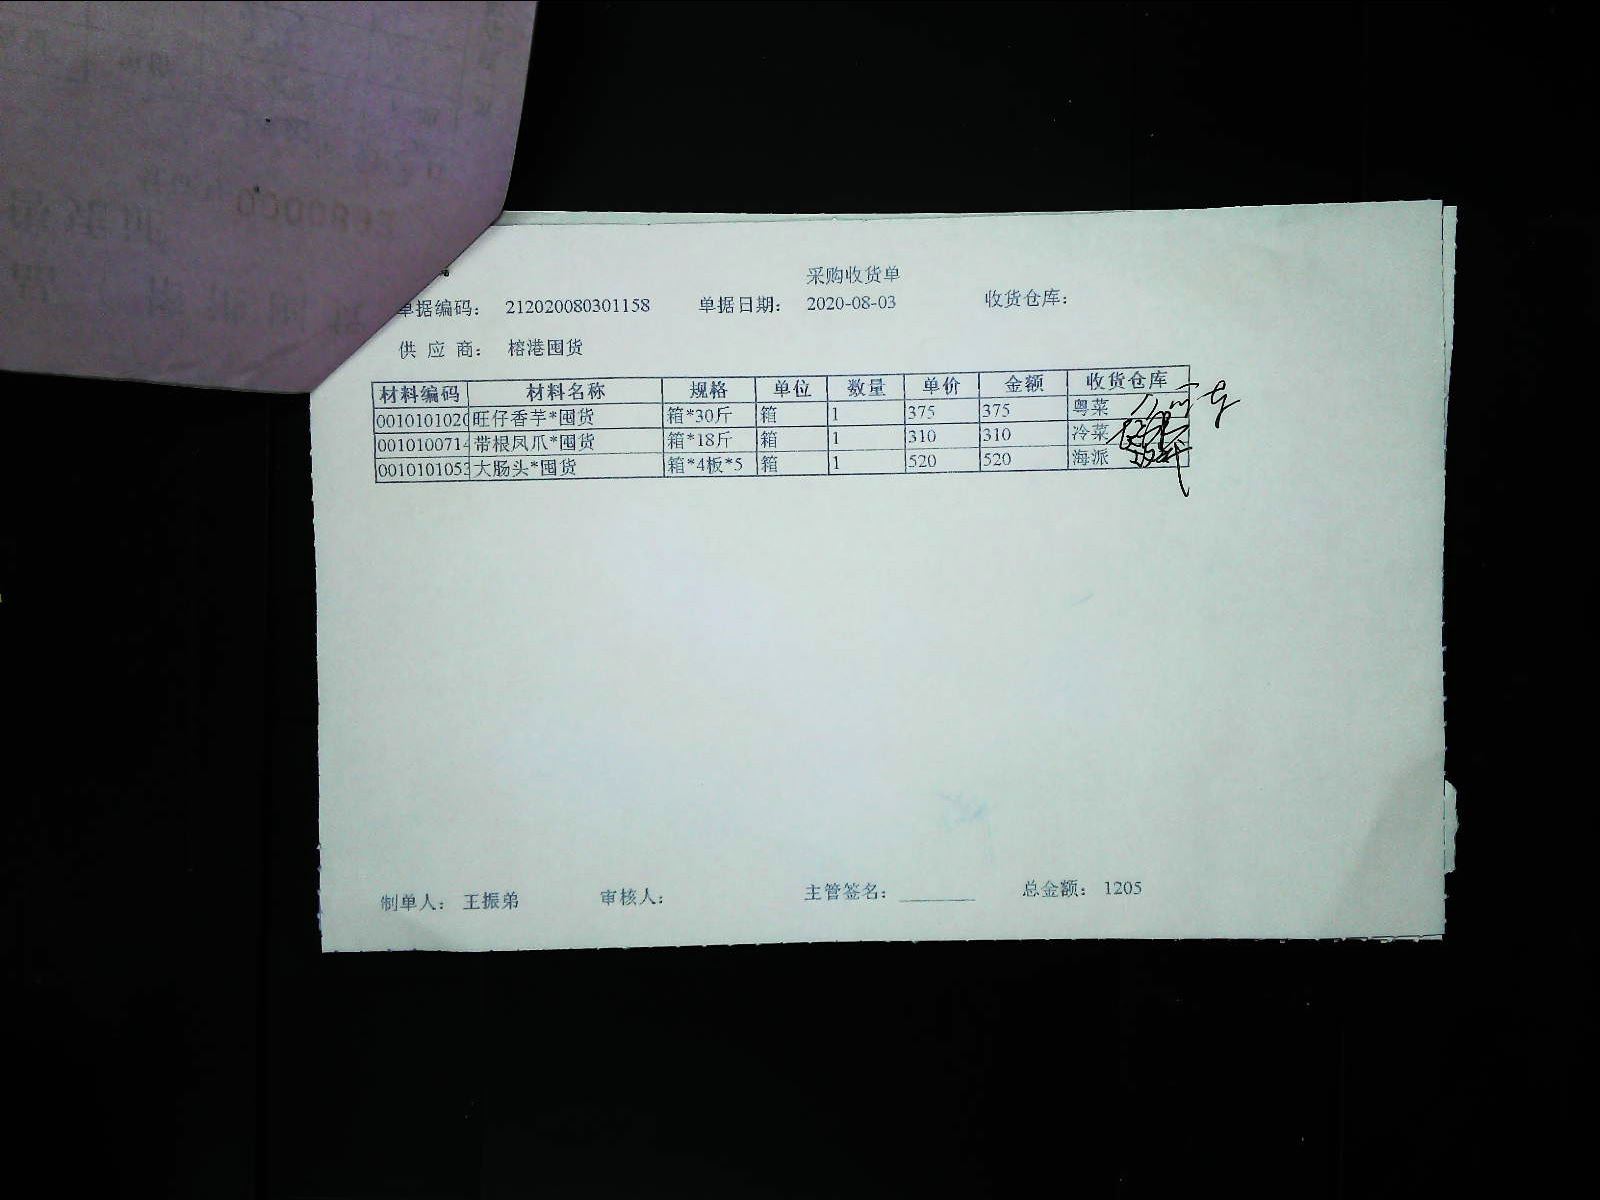 采购收货单
单据编码： 212020080301158 单据日期： 2020-08-03 收货仓库：
供 应 商： 榕港囤货
材料编码 材料名称 规格 单位 数量 单价 金额 收货仓库
0010101020 旺仔香芋*囤货 箱*30斤 箱 1 375 375 粤菜
0010100714 带根凤爪*囤货 箱*18斤 箱 1 310 310 冷菜
0010101053 大肠头*囤货 箱*4板*5 箱 1 520 520 海派
制单人： 王振弟 审核人： 主管签名： 总金额： 1205